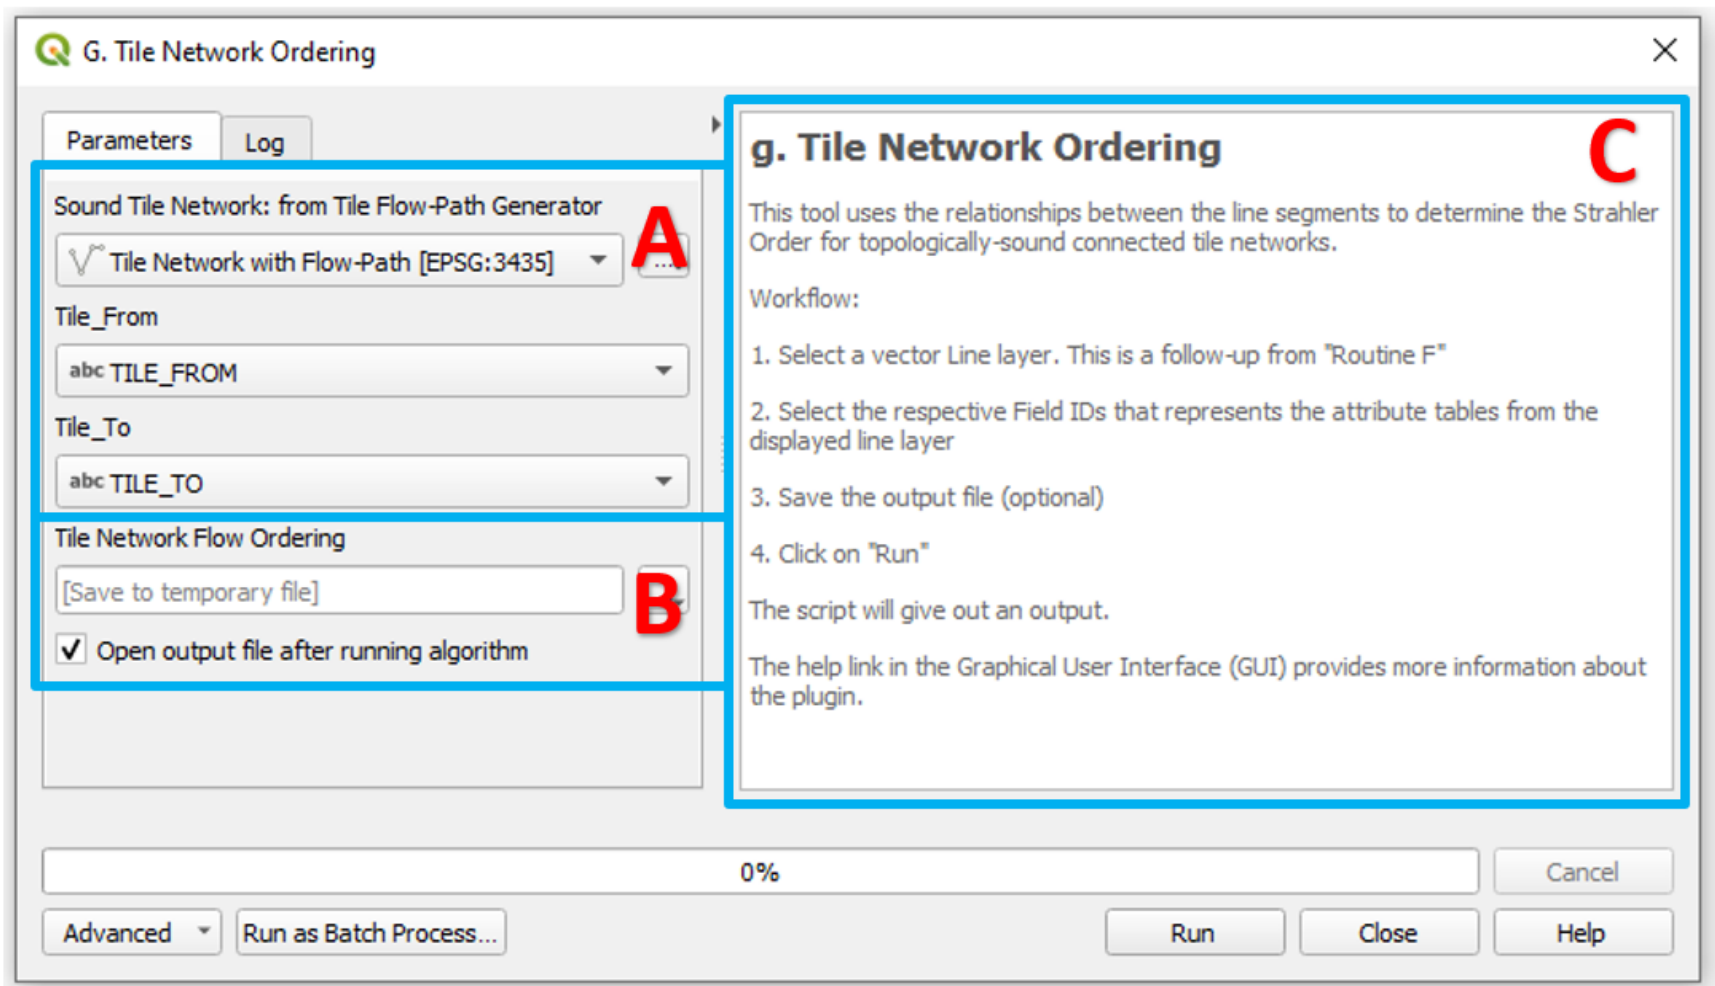 G. Tile Network Ordering
Parameters
Log
Sound Tile Network: from Tile Flow-Path Generator
Tile Network with Flow-Path [EPSG:3435]
...
A
Tile_From
abc TILE_FROM
Tile_To
abc TILE_TO
Tile Network Flow Ordering
[Save to temporary file]
B
Open output file after running algorithm
C
g. Tile Network Ordering
This tool uses the relationships between the line segments to determine the Strahler
Order for topologically-sound connected tile networks.
Workflow:
1. Select a vector Line layer. This is a follow-up from "Routine F"
2. Select the respective Field IDs that represents the attribute tables from the
displayed line layer
3. Save the output file (optional)
4. Click on "Run"
The script will give out an output.
The help link in the Graphical User Interface (GUI) provides more information about
the plugin.
0%
Cancel
Advanced
Run as Batch Process...
Run
Close
Help